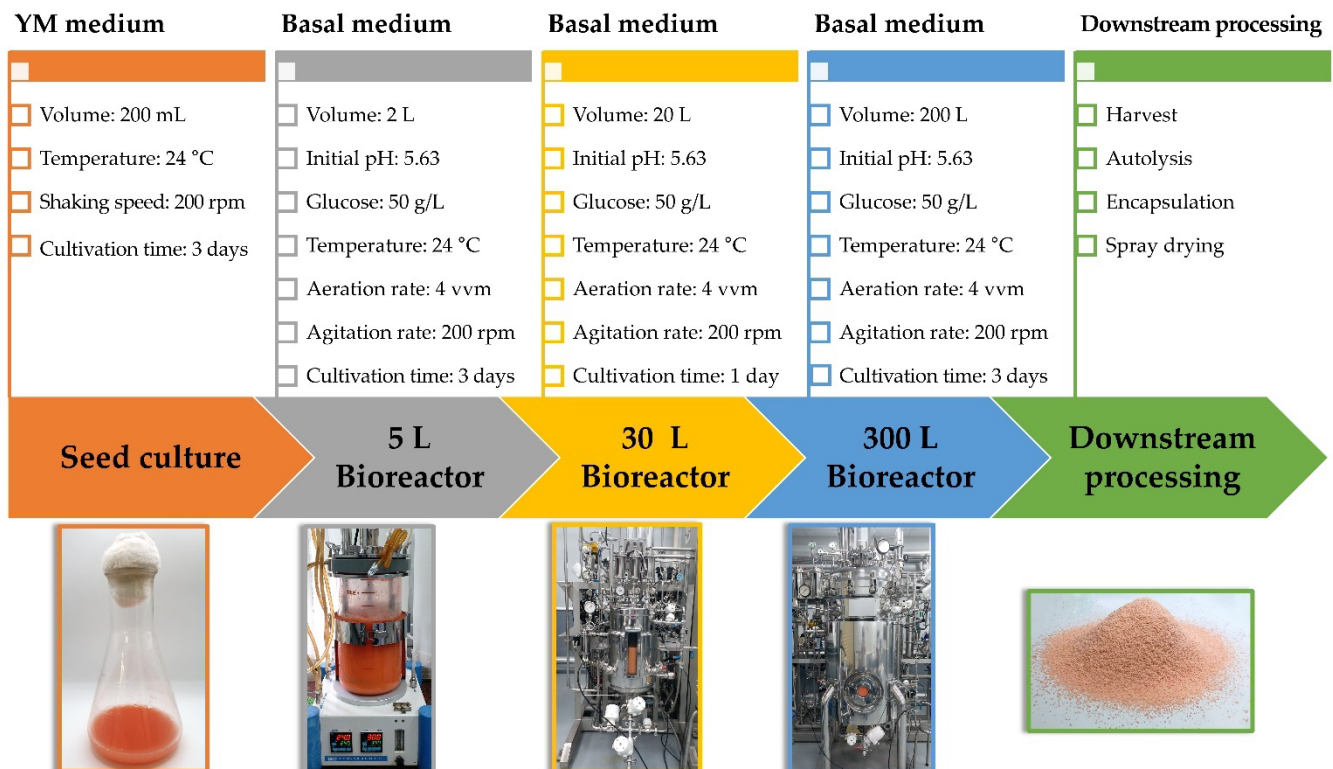 YM medium
Volume: 200 mL
Temperature: 24 °C
Shaking speed: 200 rpm
Cultivation time: 3 days
Basal medium
Volume: 2 L
Initial pH: 5.63
Glucose: 50 g/L
Temperature: 24 °C
Aeration rate: 4 vvm
Agitation rate: 200 rpm
Cultivation time: 3 days
Basal medium
Volume: 20 L
Initial pH: 5.63
Glucose: 50 g/L
Temperature: 24 °C
Aeration rate: 4 vvm
Agitation rate: 200 rpm
Cultivation time: 1 day
Basal medium
Volume: 200 L
Initial pH: 5.63
Glucose: 50 g/L
Temperature: 24 °C
Aeration rate: 4 vvm
Agitation rate: 200 rpm
Cultivation time: 3 days
Downstream processing
Harvest
Autolysis
Encapsulation
Spray drying
Seed culture
5 L
Bioreactor
30 L
Bioreactor
300 L
Bioreactor
Downstream
processing